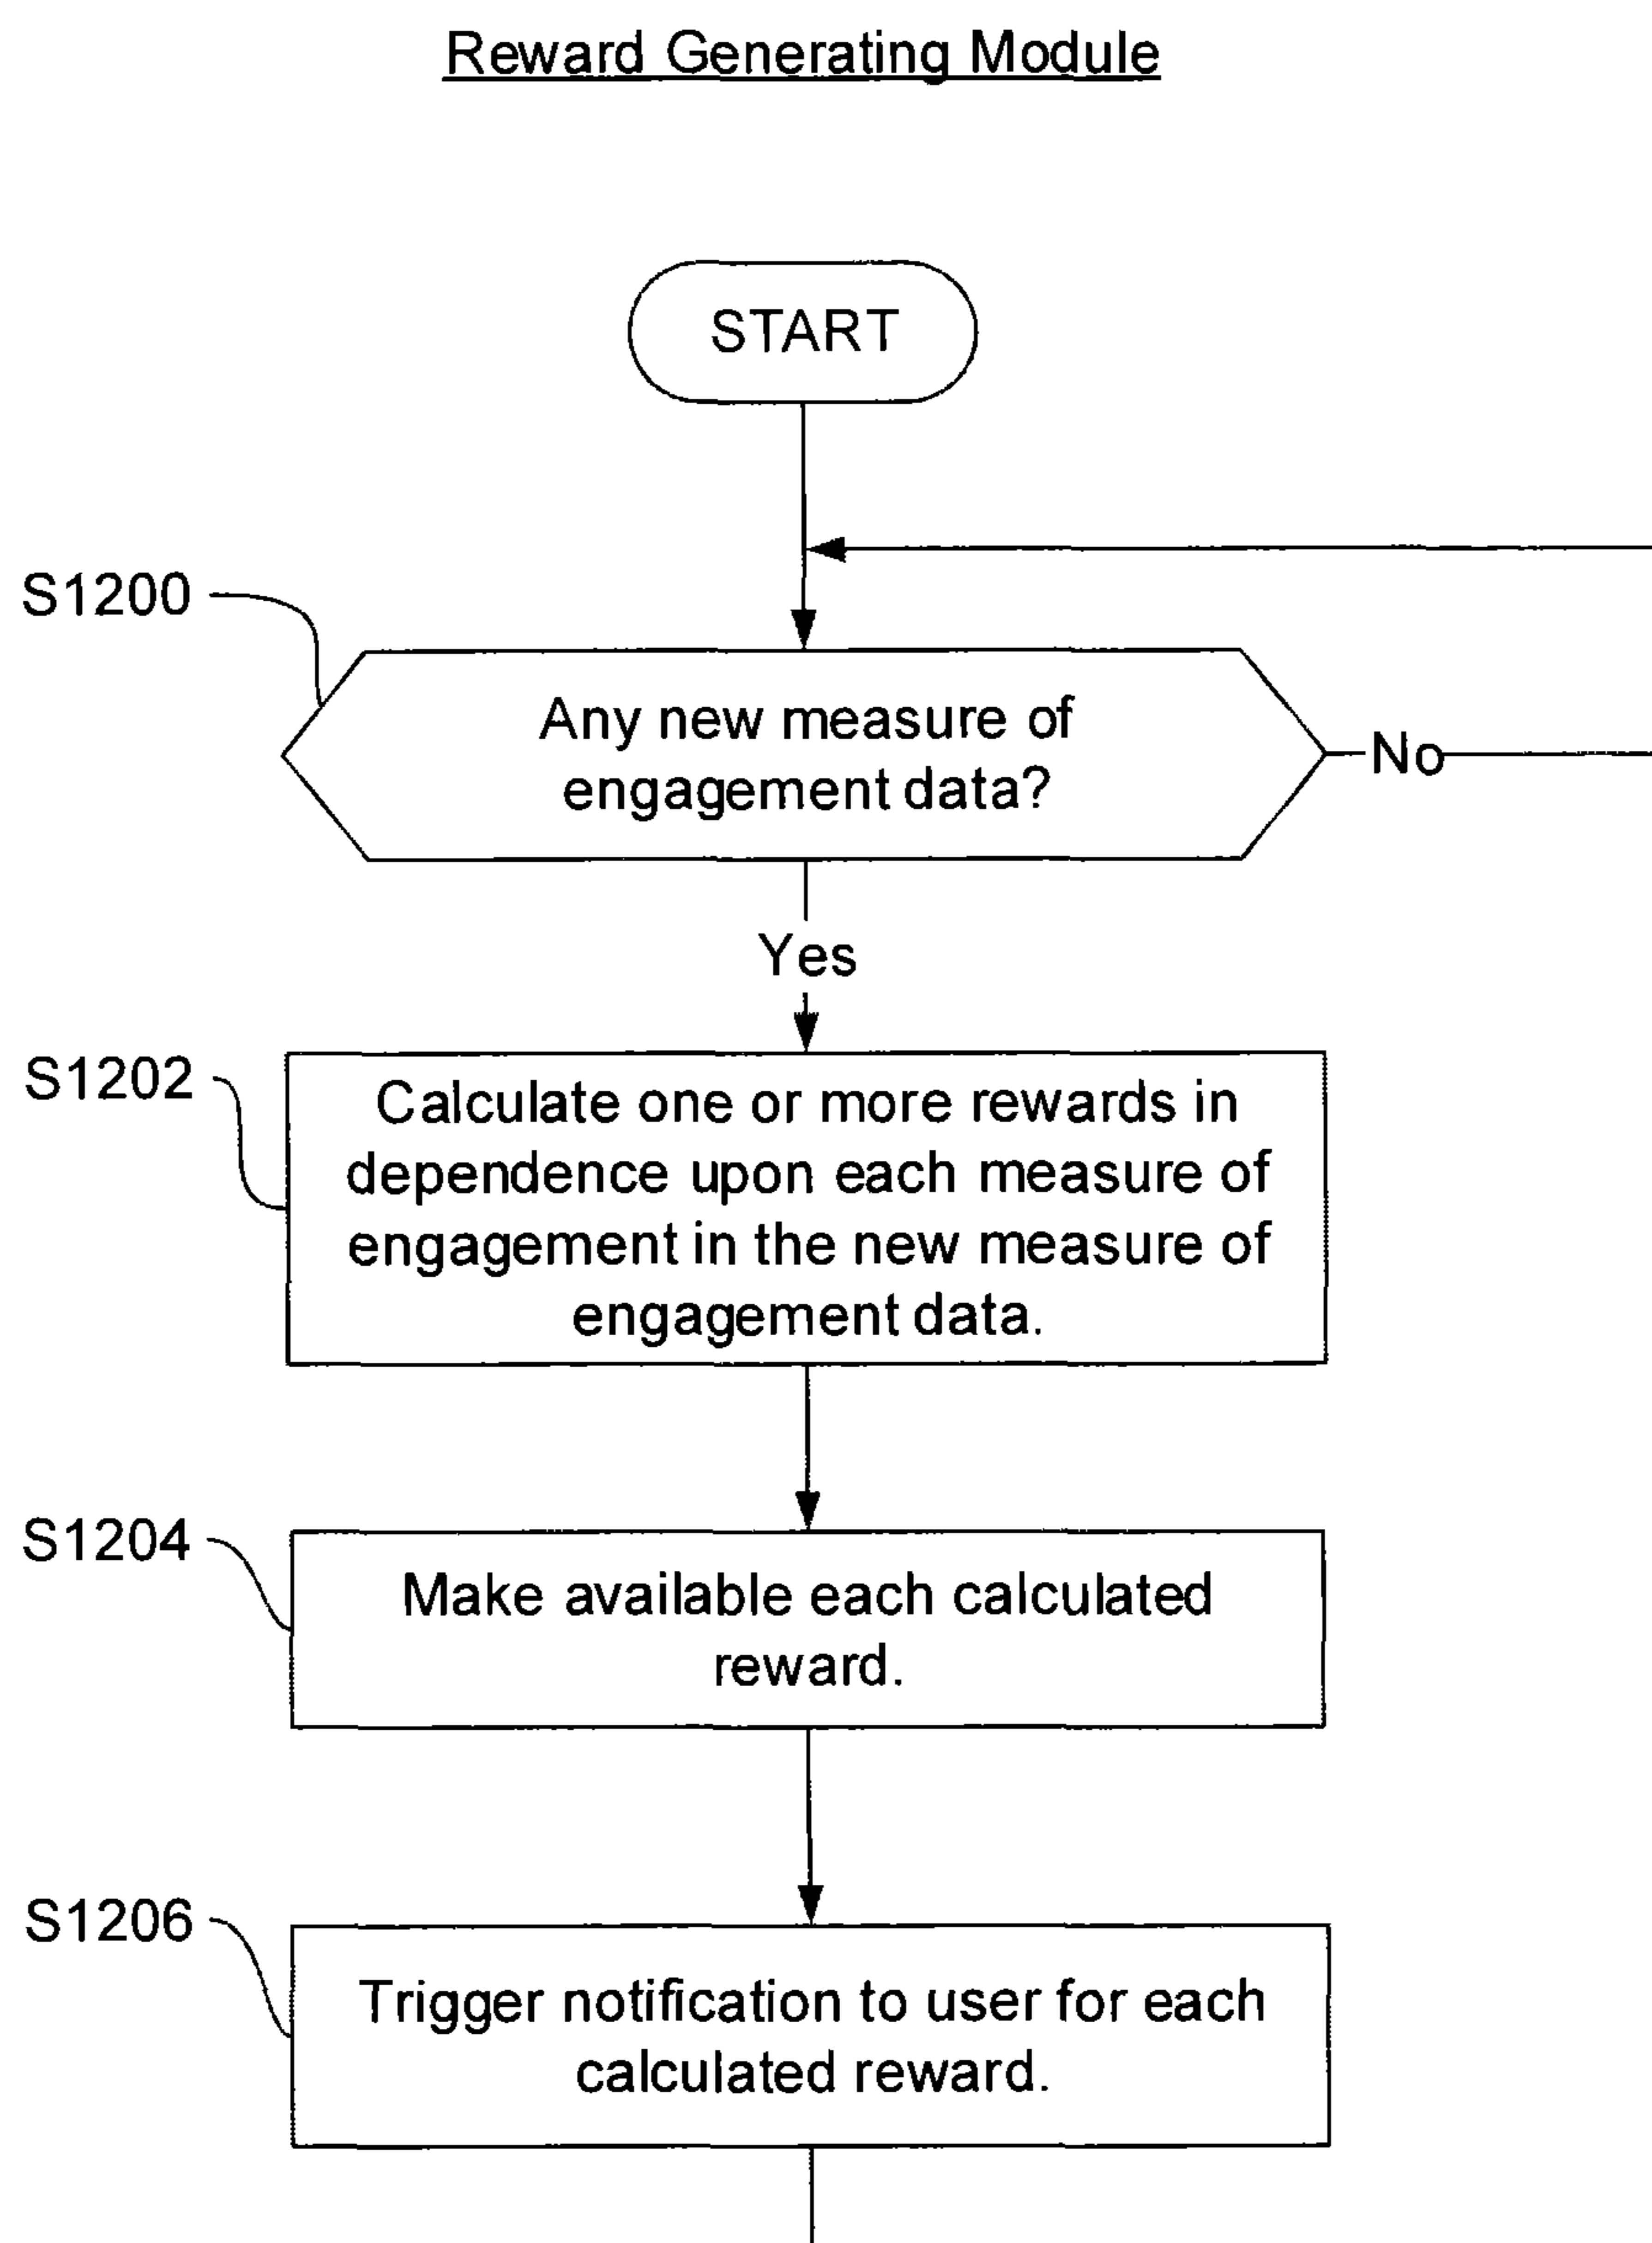 Reward Generating Module
START
S1200
Any new measure of
engagement data?
No
Yes
S1202
Calculate one or more rewards in
dependence upon each measure of
engagement in the new measure of
engagement data.
S1204
Make available each calculated
reward.
S1206
Trigger notification to user for each
calculated reward.